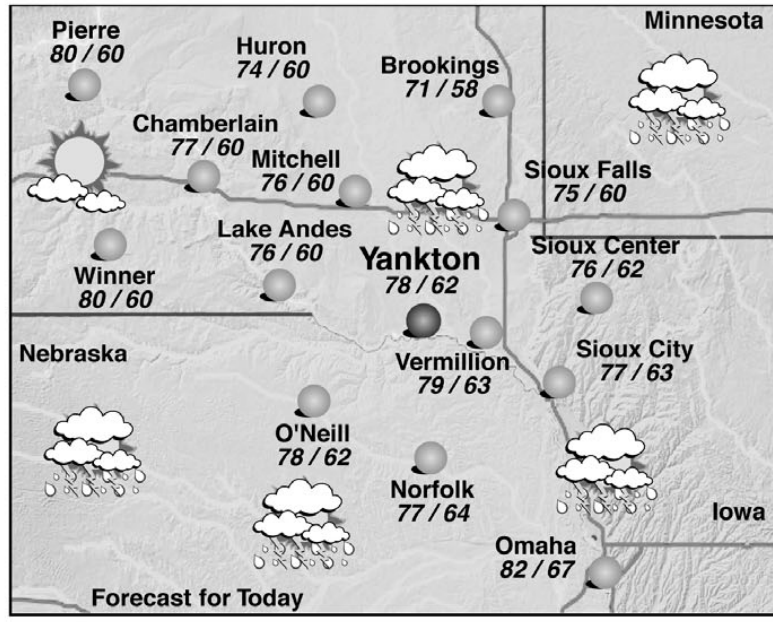 Pierre
80 / 60
Huron
74 / 60
Brookings
71 / 58
Minnesota
Chamberlain
77 / 60
Mitchell
76 / 60
Sioux Falls
75 / 60
Lake Andes
76 / 60
Winner
80 / 60
Yankton
78 / 62
Sioux Center
76 / 62
Nebraska
Vermillion
79 / 63
Sioux City
77 / 63
O'Neill
78 / 62
Norfolk
77 / 64
Iowa
Omaha
82 / 67
Forecast for Today